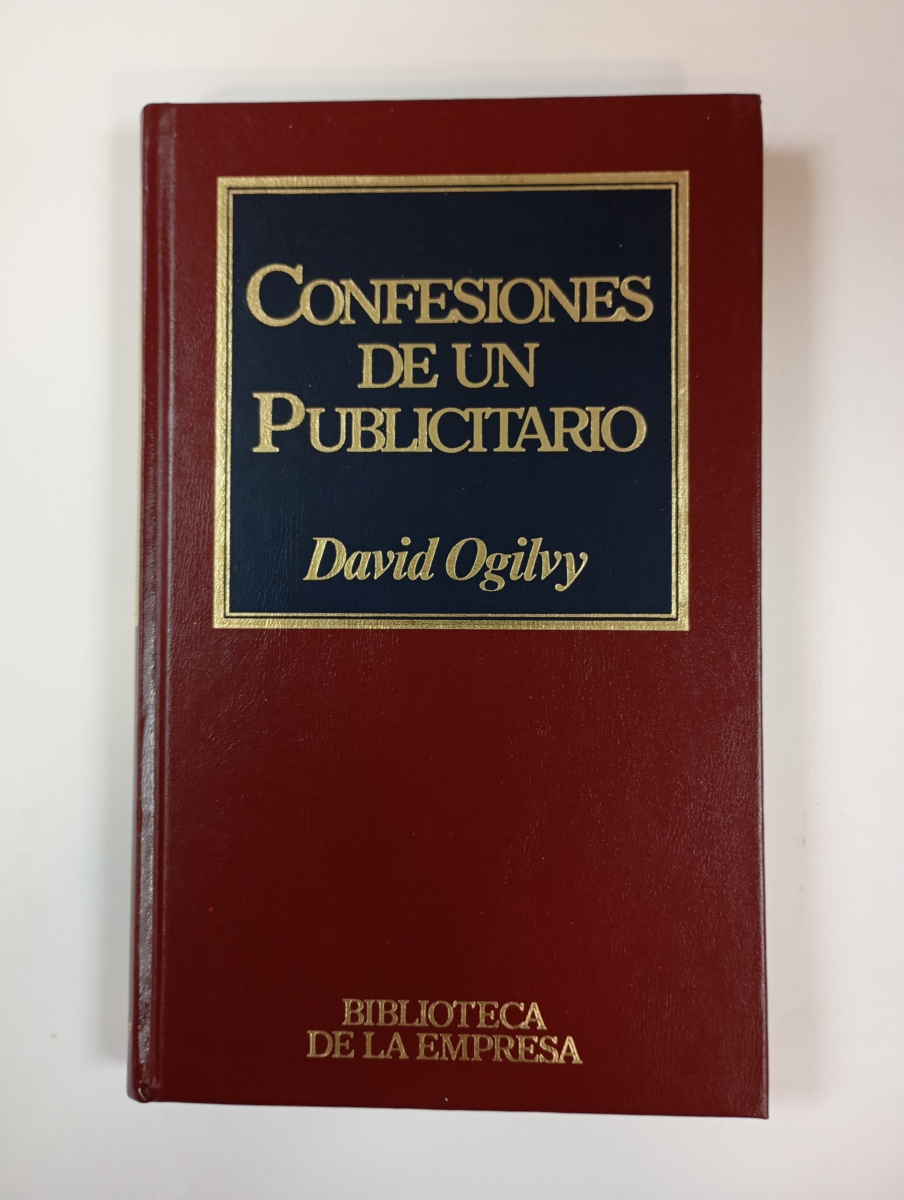 CONFESIONES
DE UN
PUBLICITARIO
David Ogilvy
BIBLIOTECA
DE LA EMPRESA